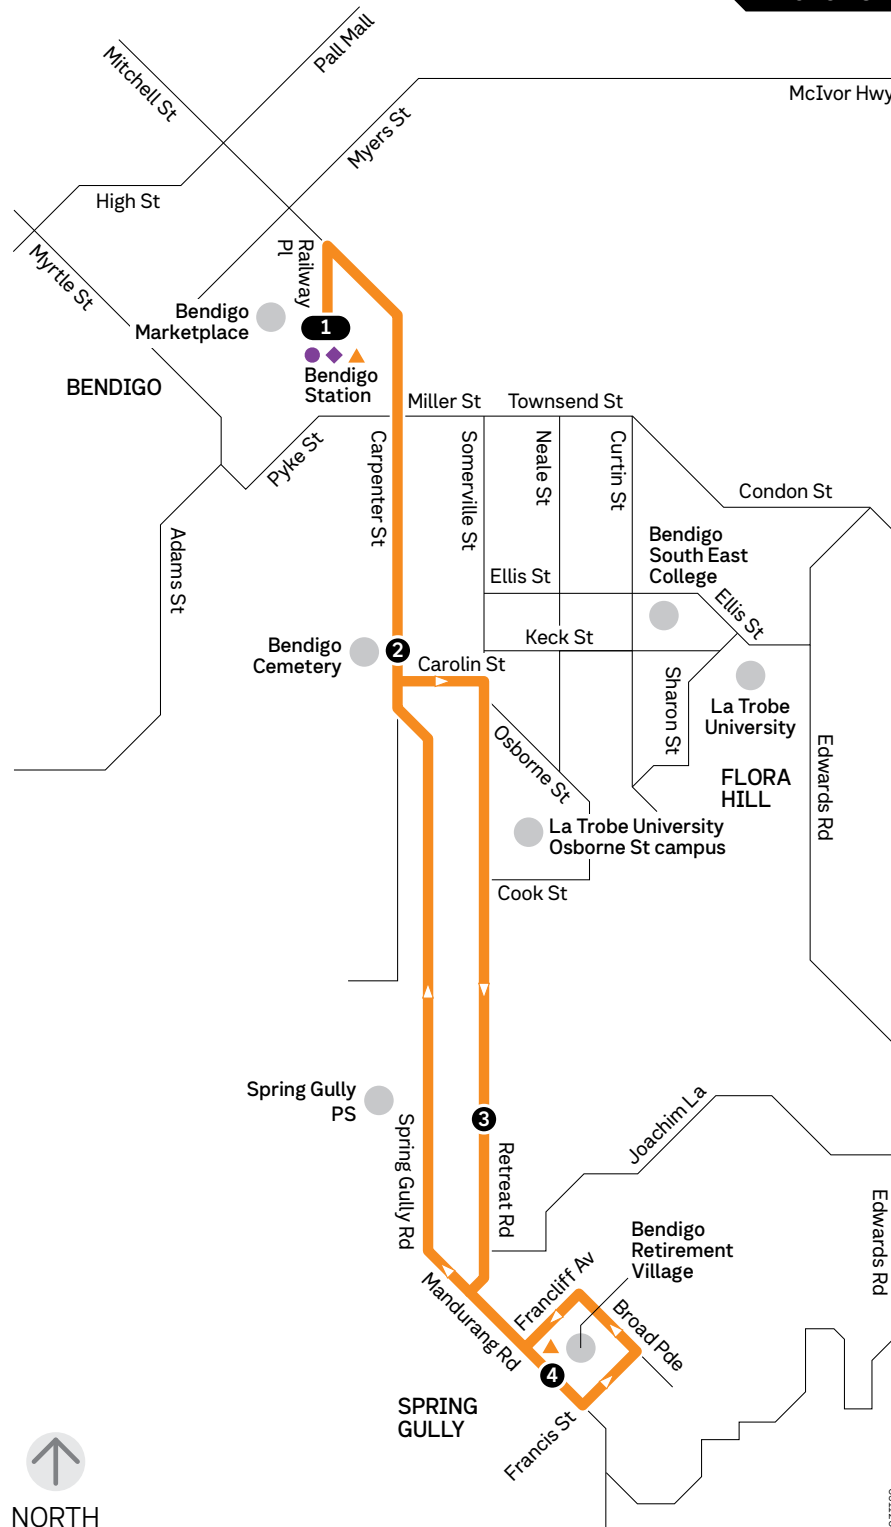 Pall Mall
Mitchell St
McIvor Hwy
Myers St
High St
Railway
Pl
Myrtle St
Bendigo
Marketplace
1
Bendigo
Station
BENDIGO
Miller St
Townsend St
Pyke St
Carpenter St
Somerville St
Neale St
Curtin St
Condon St
Adams St
Bendigo
South East
College
Ellis St
Ellis St
Keck St
Bendigo
Cemetery
2
Carolin St
Sharon St
La Trobe
University
Osborne St
FLORA
HILL
Edwards Rd
La Trobe University
Osborne St campus
Cook St
Spring Gully
PS
3
Joachim La
Spring Gully Rd
Retreat Rd
Edwards Rd
Bendigo
Retirement
Village
Francliff Av
Broad Pde
Mandurang Rd
4
SPRING
GULLY
Francis St
NORTH